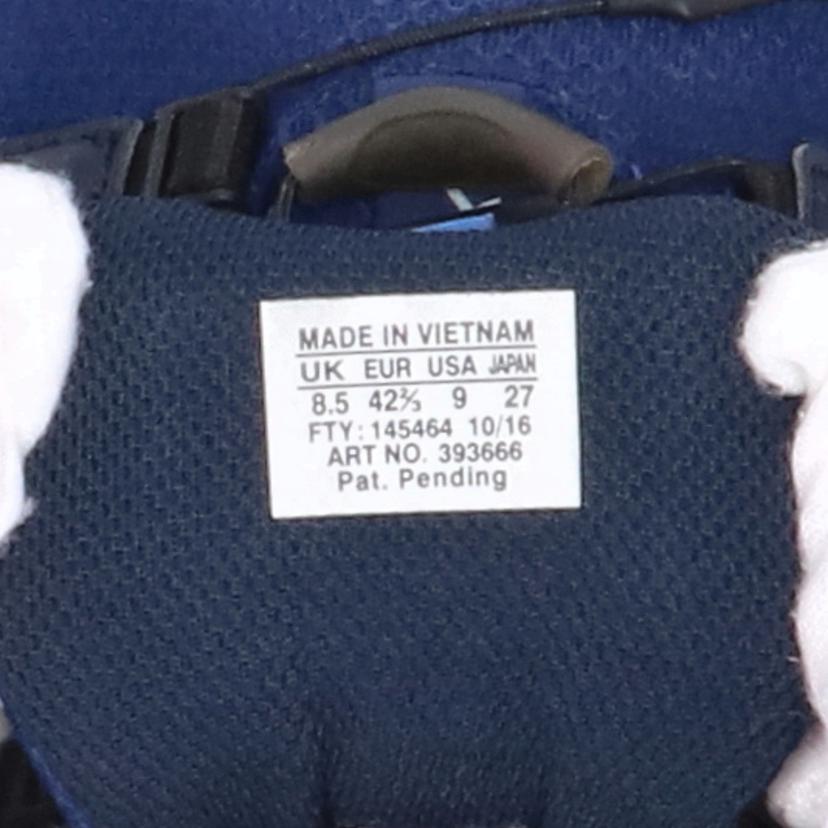 MADE IN VIETNAM
UK EUR USA JAPAN
8.5 42⅔ 9 27
FTY: 145464 10/16
ART NO. 393666
Pat. Pending